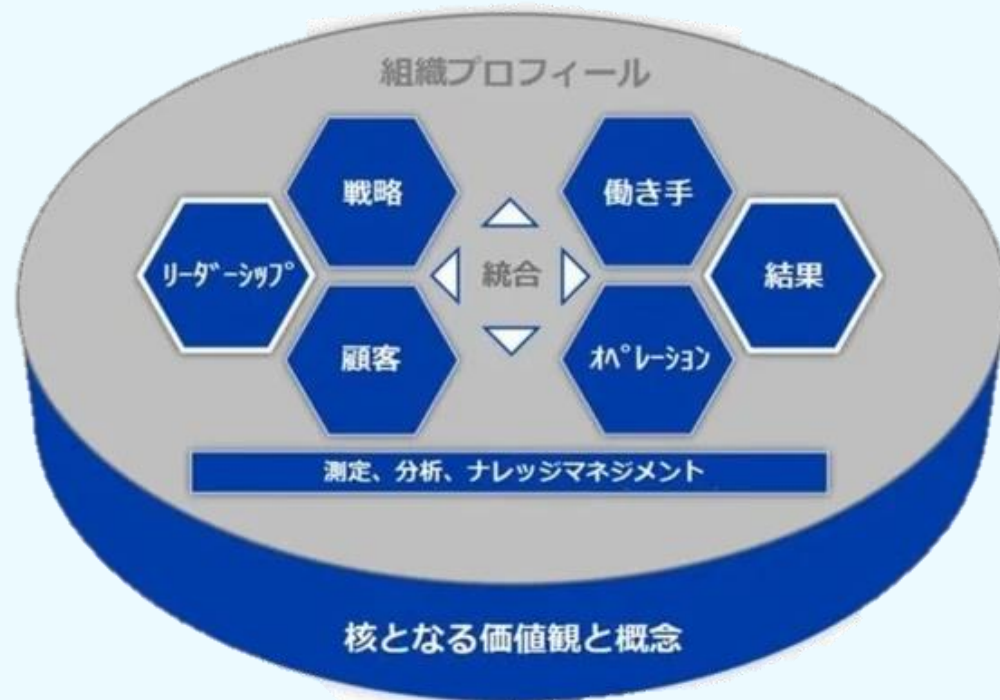 組織プロフィール
戦略
働き手
リーダーシップ
統合
結果
顧客
オペレーション
測定、分析、ナレッジマネジメント
核となる価値観と概念